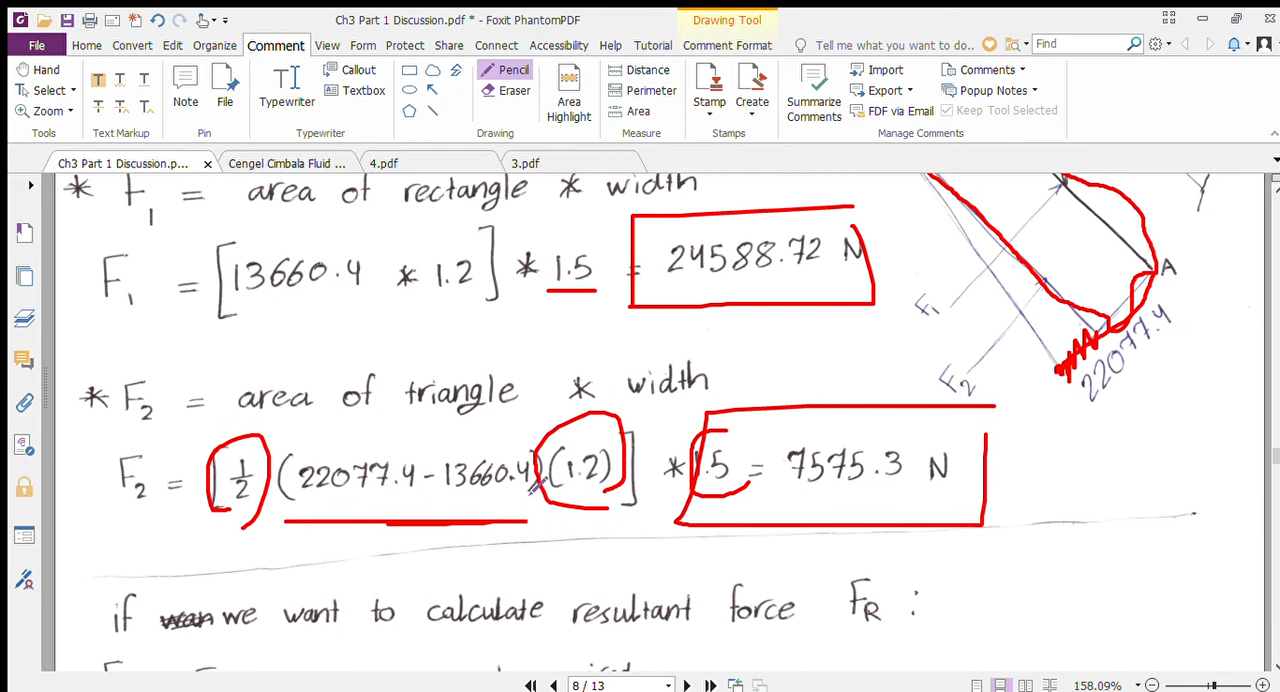 Ch3 Part 1 Discussion.pdf * - Foxit PhantomPDF
Drawing Tool
File Home Convert Edit Organize Comment View Form Protect Share Connect Accessibility Help Tutorial Comment Format Tell me what you want to do.. Find
Hand
Select
Zoom
Tools
Text Markup
Note
File
Pin
Typewriter
Callout
Textbox
Typewriter
Pencil
Eraser
Drawing
Area Highlight
Distance
Perimeter
Area
Measure
Stamp
Create
Stamps
Summarize Comments
Import
Export
FDF via Email
Comments
Popup Notes
Keep Tool Selected
Manage Comments
Ch3 Part 1 Discussion.p... × Cengel Cimbala Fluid ... 4.pdf 3.pdf
* F1 = area of rectangle * width
F1 = [13660.4 * 1.2] * 1.5 = 24588.72 N
Y
A
F1
F2
22077.4
* F2 = area of triangle * width
F2 = [1/2 (22077.4 - 13660.4)(1.2)] * 1.5 = 7575.3 N
if we want to calculate resultant force FR :
8 / 13
158.09%